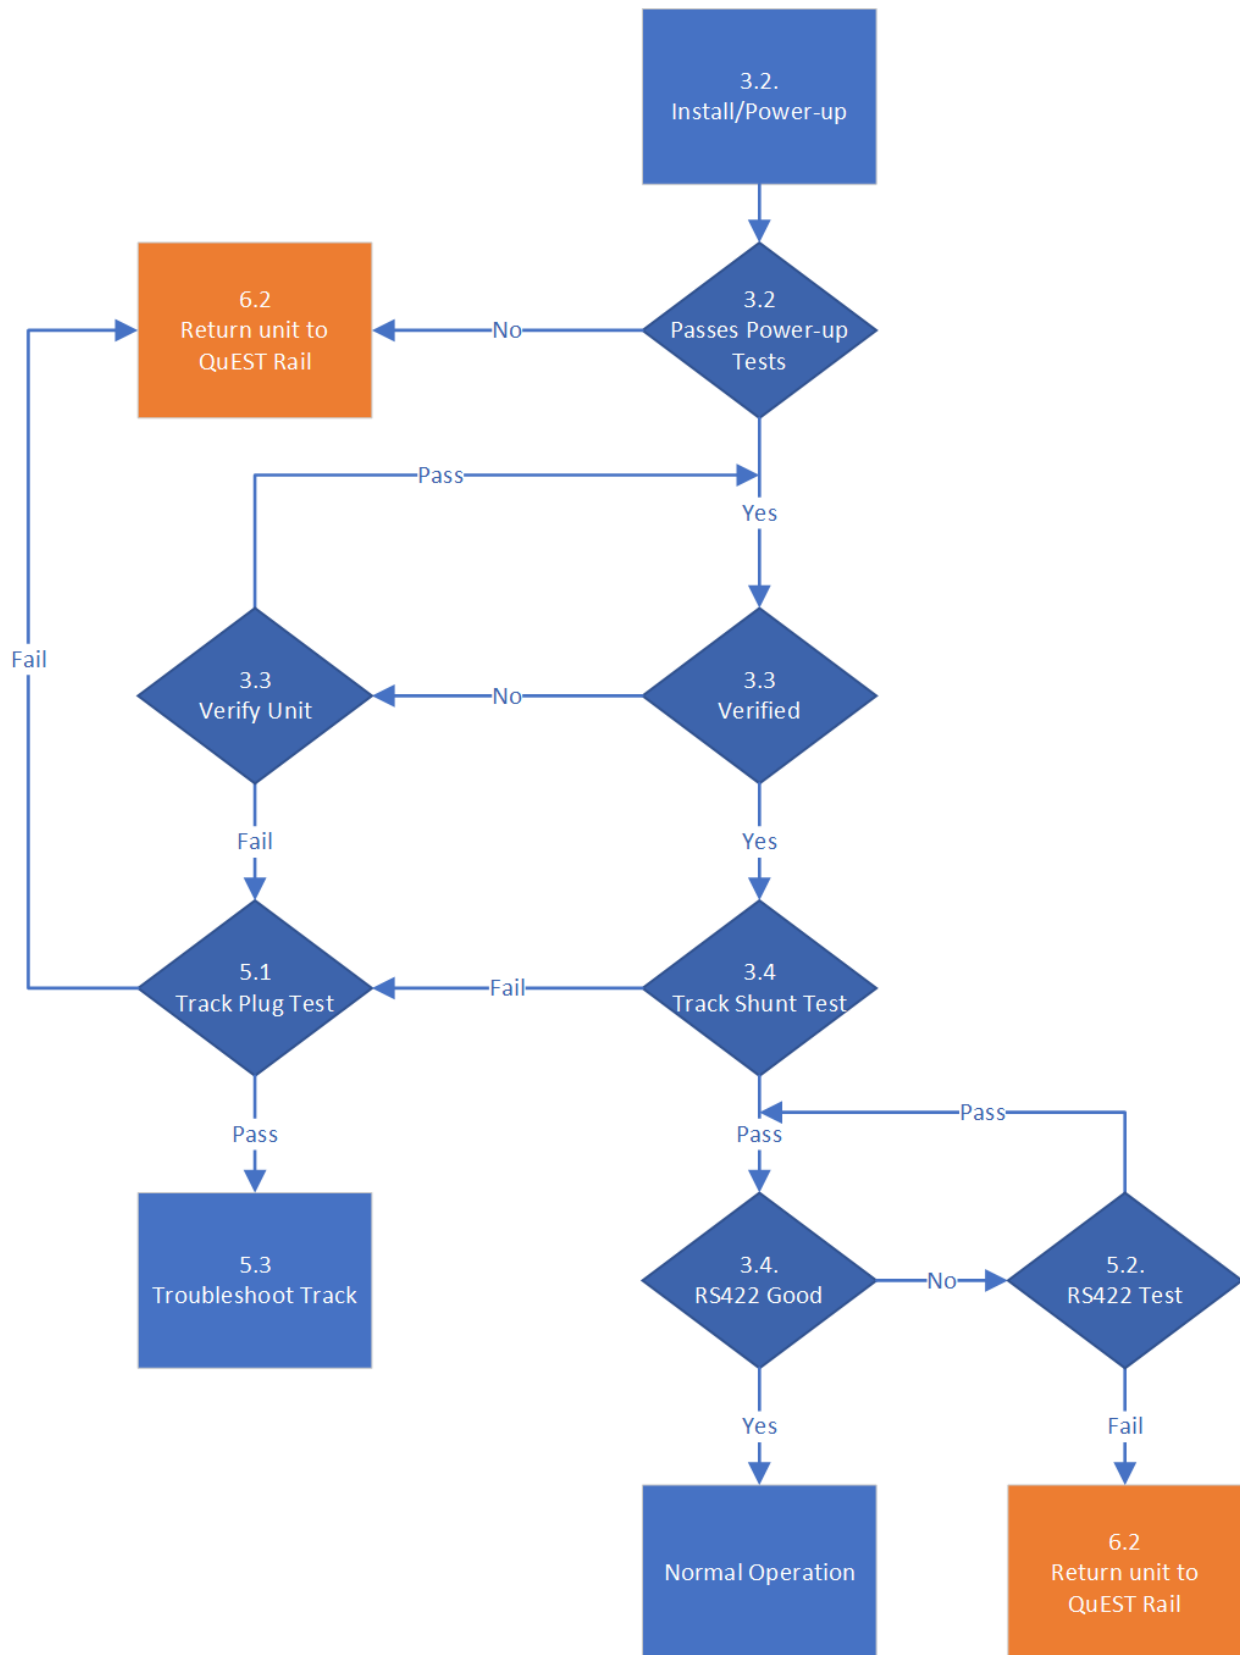 3.2.
Install/Power-up
6.2
Return unit to
QuEST Rail
No
3.2
Passes Power-up
Tests
Pass
Yes
Fail
3.3
Verify Unit
No
3.3
Verified
Fail
Yes
5.1
Track Plug Test
Fail
3.4
Track Shunt Test
Pass
Pass
Pass
5.3
Troubleshoot Track
3.4.
RS422 Good
No
5.2.
RS422 Test
Yes
Fail
Normal Operation
6.2
Return unit to
QuEST Rail